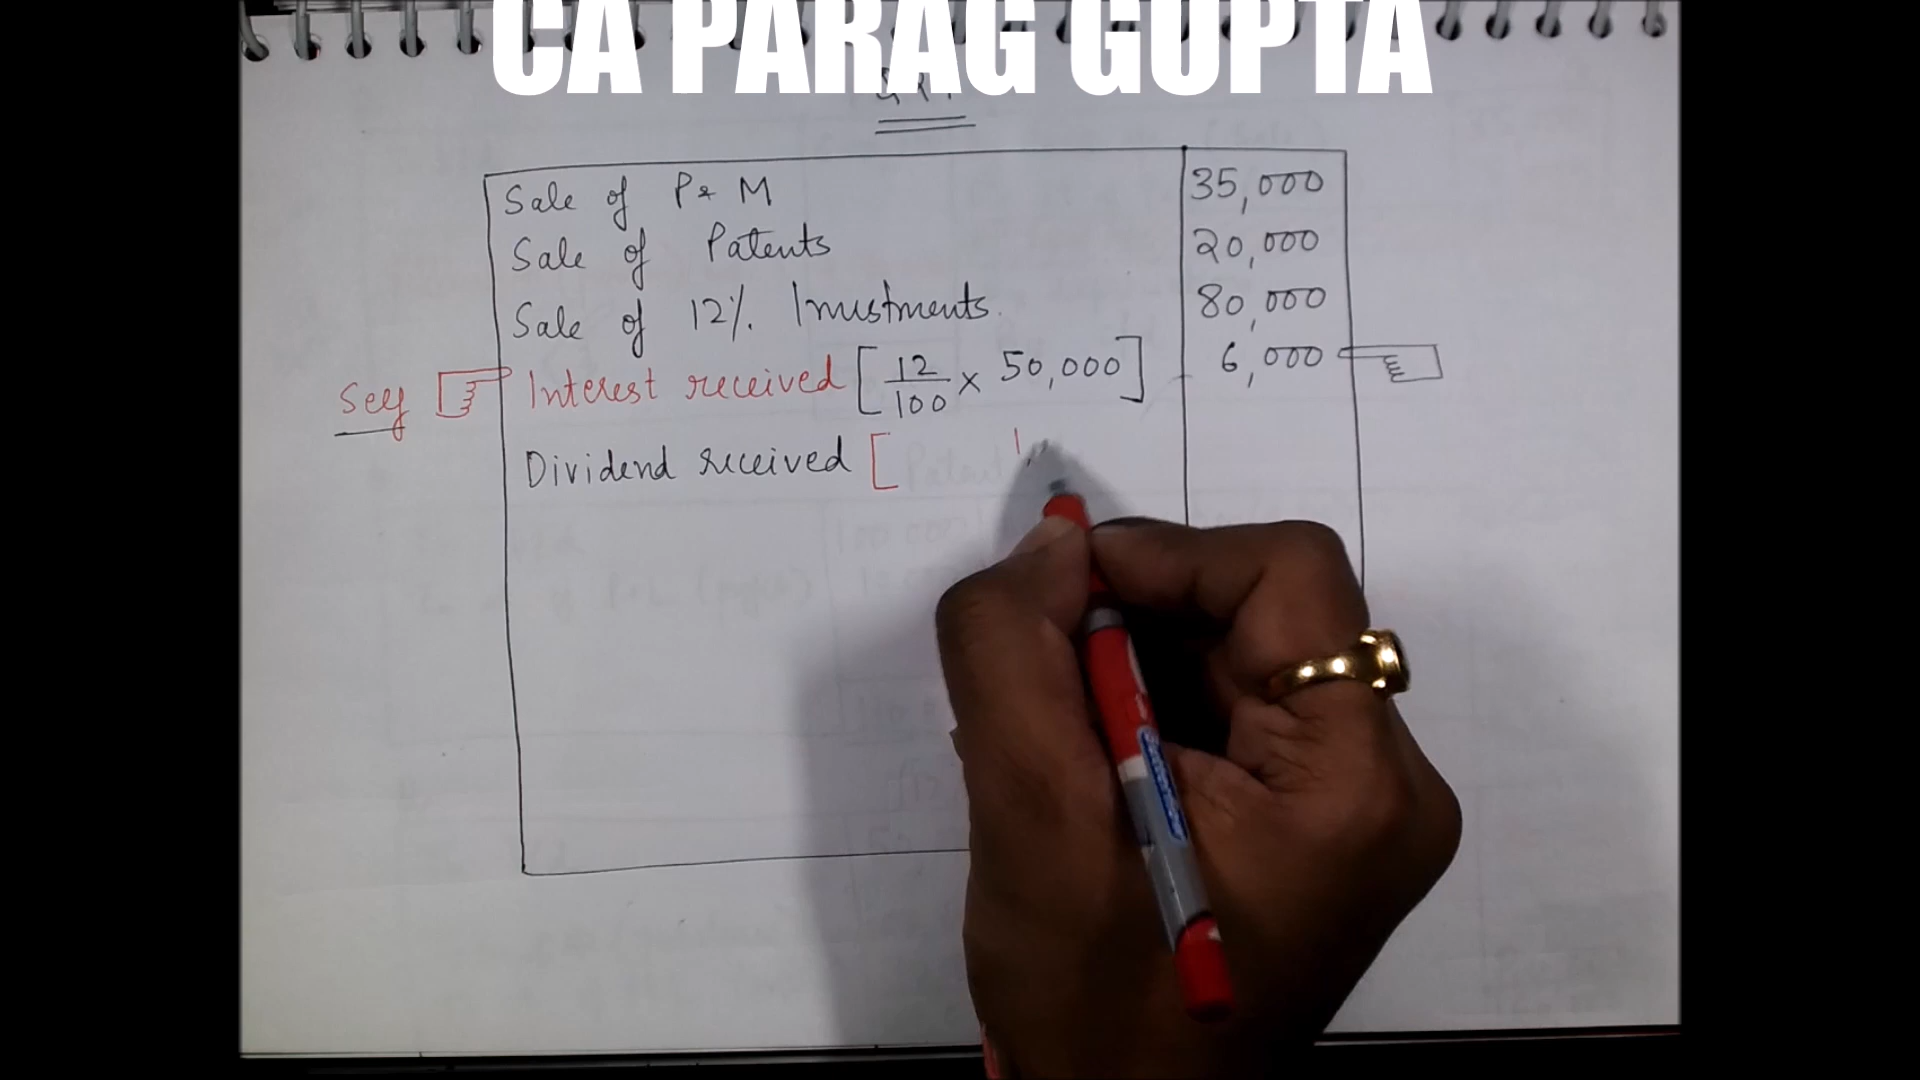 CA PARAG GUPTA
Sale of P & M 35,000
Sale of Patents 20,000
Sale of 12%. Investments. 80,000
Self Interest received [12/100 × 50,000] 6,000
Dividend received [ 1,